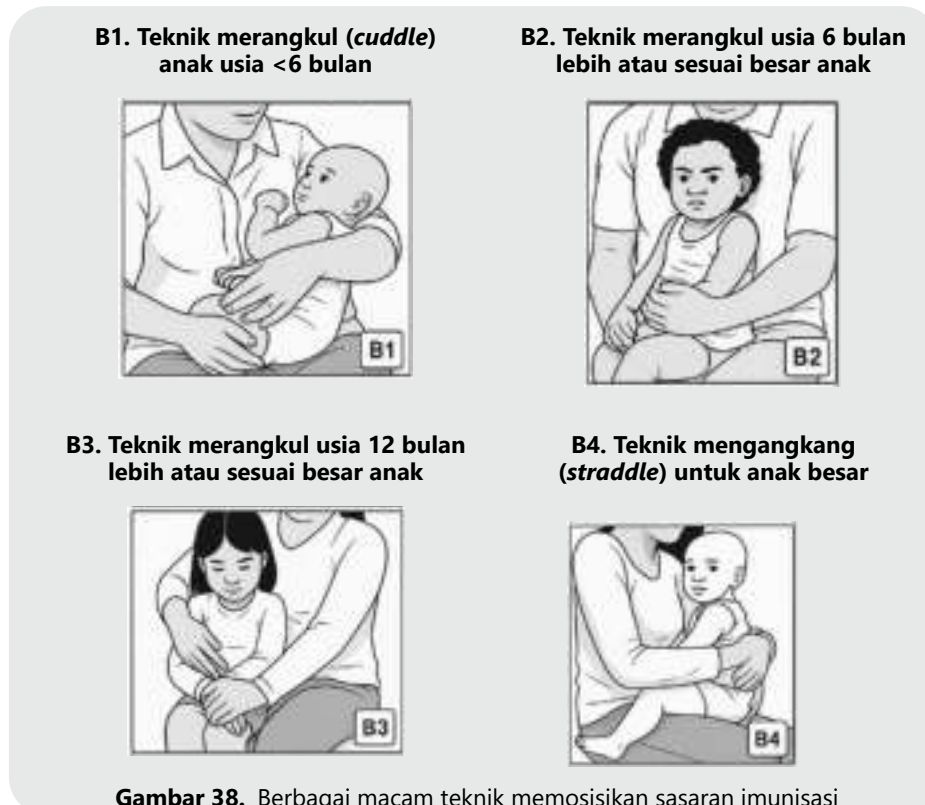 B1. Teknik merangkul (cuddle)
anak usia <6 bulan
B2. Teknik merangkul usia 6 bulan
lebih atau sesuai besar anak
B1
B2
B3. Teknik merangkul usia 12 bulan
lebih atau sesuai besar anak
B4. Teknik mengangkang
(straddle) untuk anak besar
B3
B4
Gambar 38. Berbagai macam teknik memosisikan sasaran imunisasi